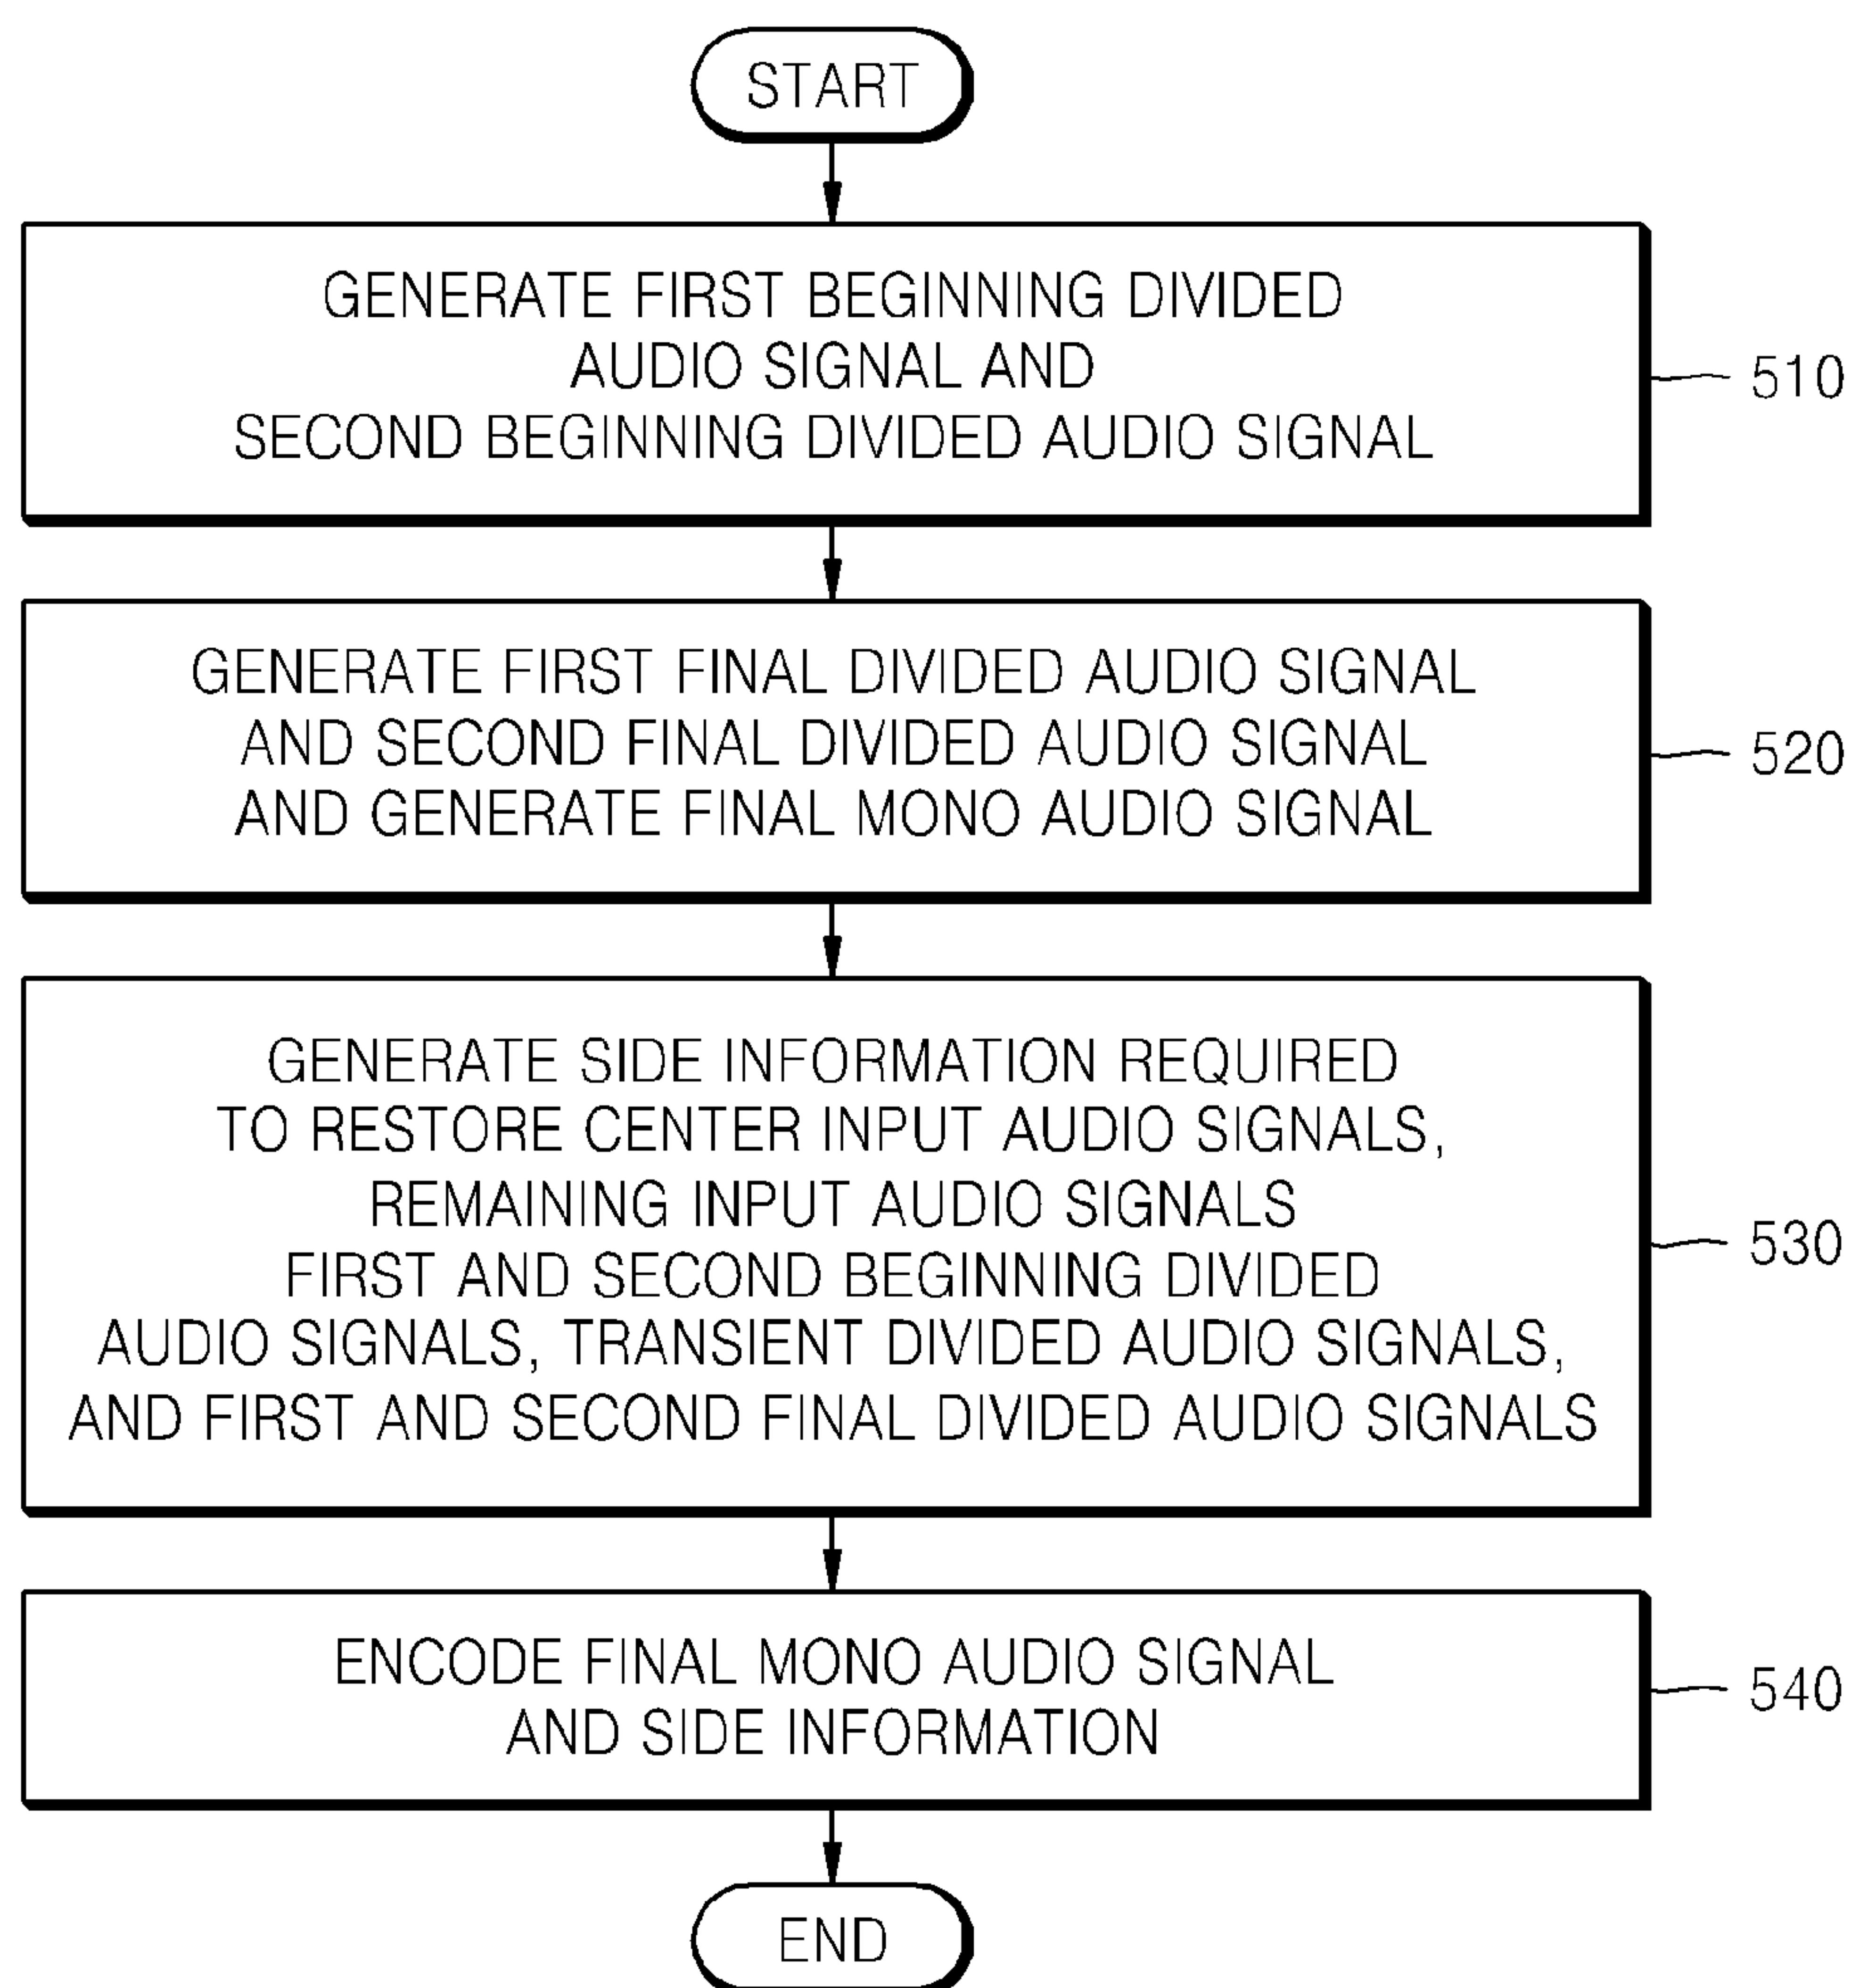 START
GENERATE FIRST BEGINNING DIVIDED
AUDIO SIGNAL AND
SECOND BEGINNING DIVIDED AUDIO SIGNAL
510
GENERATE FIRST FINAL DIVIDED AUDIO SIGNAL
AND SECOND FINAL DIVIDED AUDIO SIGNAL
AND GENERATE FINAL MONO AUDIO SIGNAL
520
GENERATE SIDE INFORMATION REQUIRED
TO RESTORE CENTER INPUT AUDIO SIGNALS,
REMAINING INPUT AUDIO SIGNALS
FIRST AND SECOND BEGINNING DIVIDED
AUDIO SIGNALS, TRANSIENT DIVIDED AUDIO SIGNALS,
AND FIRST AND SECOND FINAL DIVIDED AUDIO SIGNALS
530
ENCODE FINAL MONO AUDIO SIGNAL
AND SIDE INFORMATION
540
END